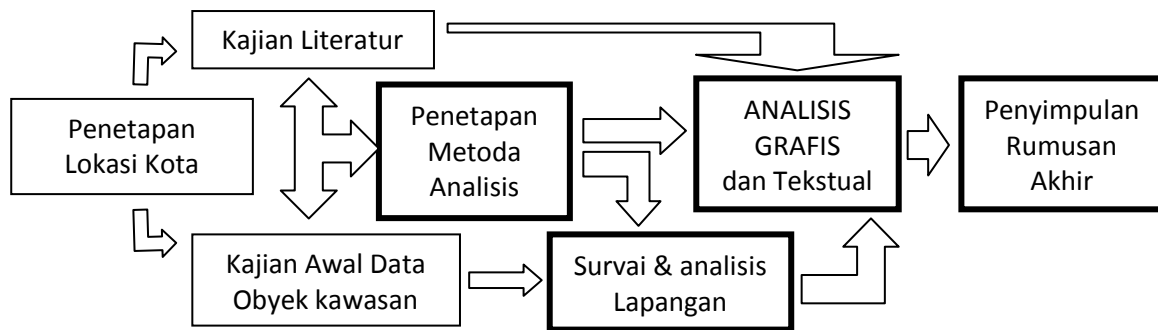 Kajian Literatur
Penetapan
Lokasi Kota
Penetapan
Metoda
Analisis
ANALISIS
GRAFIS
dan Tekstual
Penyimpulan
Rumusan
Akhir
Kajian Awal Data
Obyek kawasan
Survai & analisis
Lapangan